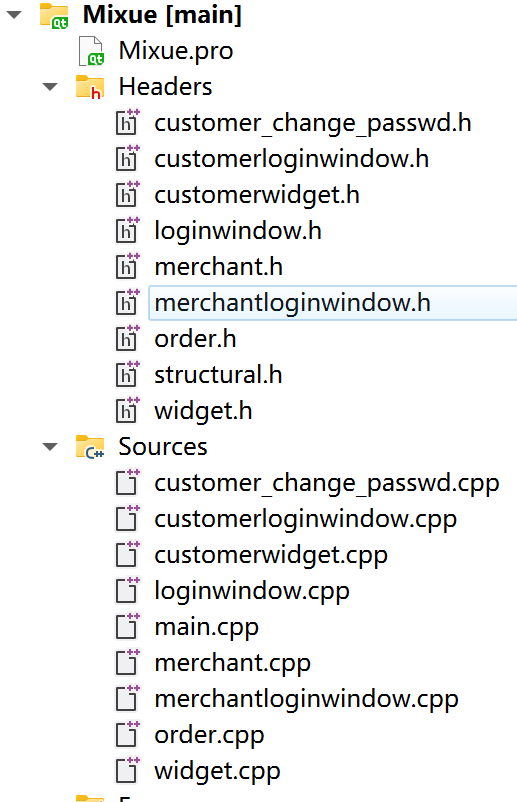 Mixue [main]
Mixue.pro
Headers
customer_change_passwd.h
customerloginwindow.h
customerwidget.h
loginwindow.h
merchant.h
merchantloginwindow.h
order.h
structural.h
widget.h
Sources
customer_change_passwd.cpp
customerloginwindow.cpp
customerwidget.cpp
loginwindow.cpp
main.cpp
merchant.cpp
merchantloginwindow.cpp
order.cpp
widget.cpp